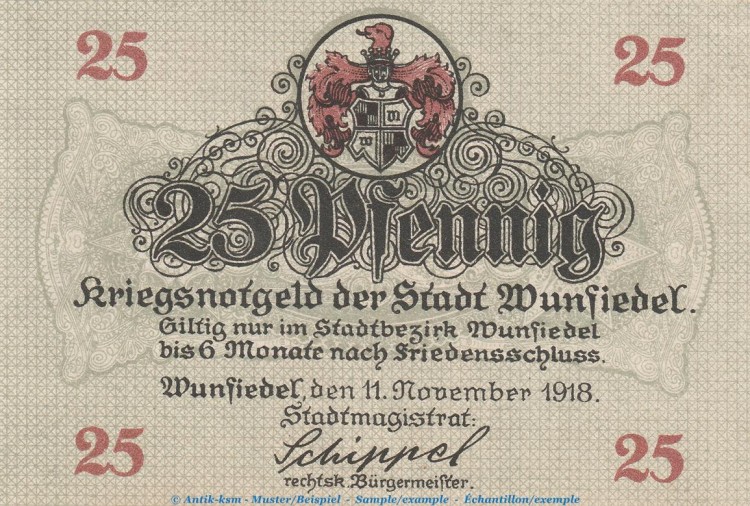 25 25
25 Pfennig
Kriegsnotgeld der Stadt Wunsiedel.
Giltig nur im Stadtbezirk Wunsiedel
bis 6 Monate nach Friedensschluss.
Wunsiedel, den 11. November 1918.
Stadtmagistrat:
Schippel
rechtsk. Bürgermeister.
25 25
© Antik-ksm - Muster/Beispiel - Sample/example - Échantillon/exemple